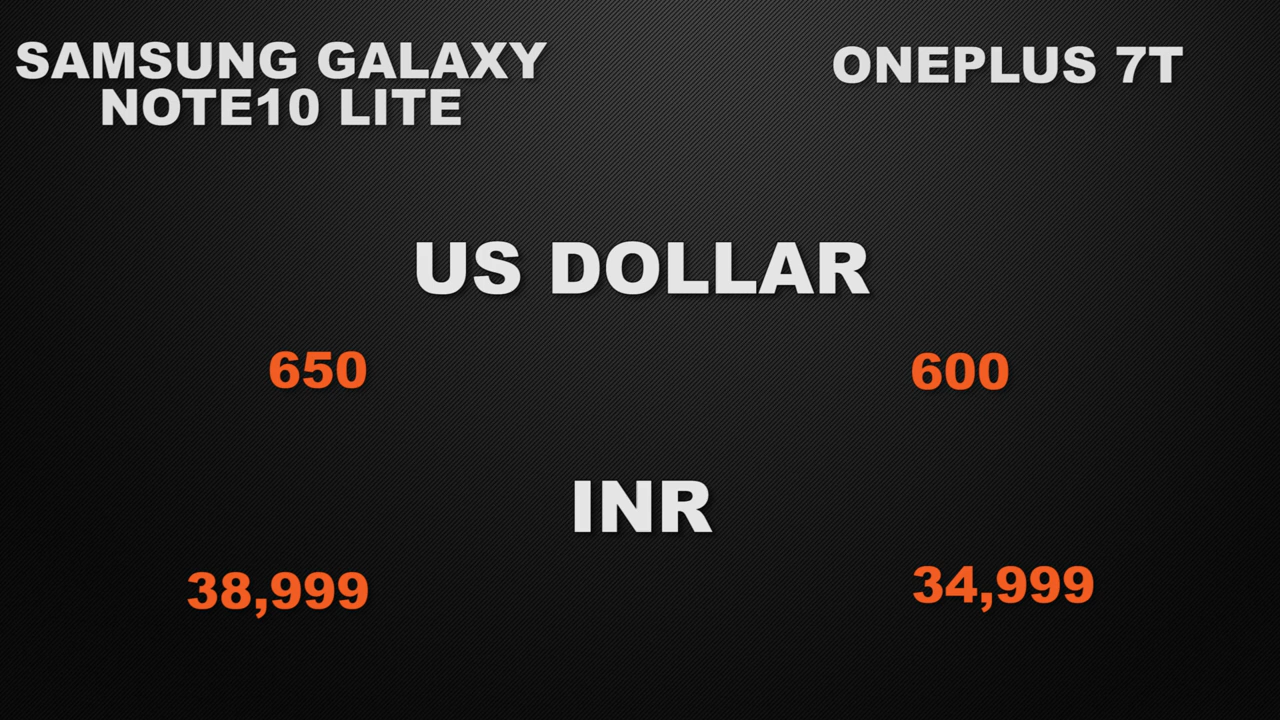 SAMSUNG GALAXY
NOTE10 LITE
ONEPLUS 7T
US DOLLAR
650
600
INR
38,999
34,999